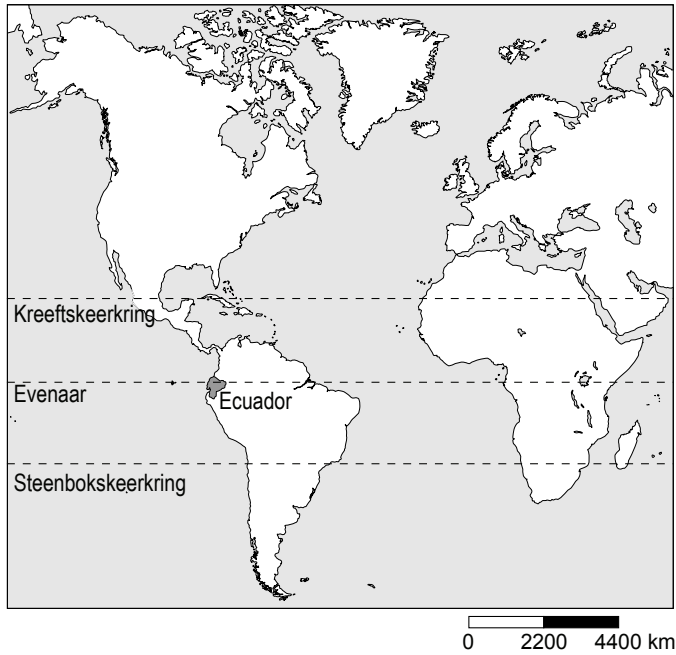 Kreeftskeerkring
Evenaar
Ecuador
Steenbokskeerkring
0 2200 4400 km